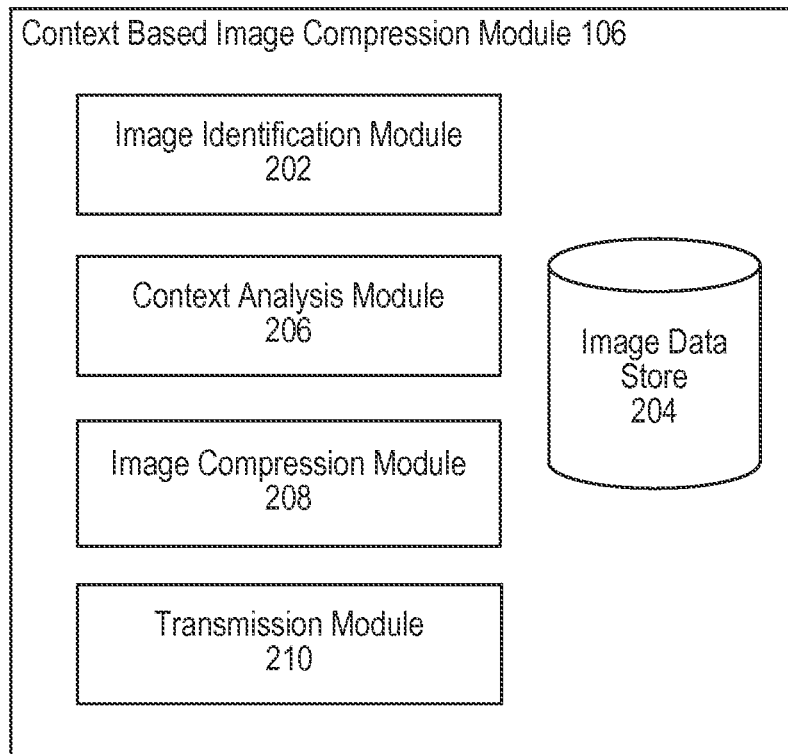 Context Based Image Compression Module 106
Image Identification Module
202
Context Analysis Module
206
Image Data
Store
204
Image Compression Module
208
Transmission Module
210